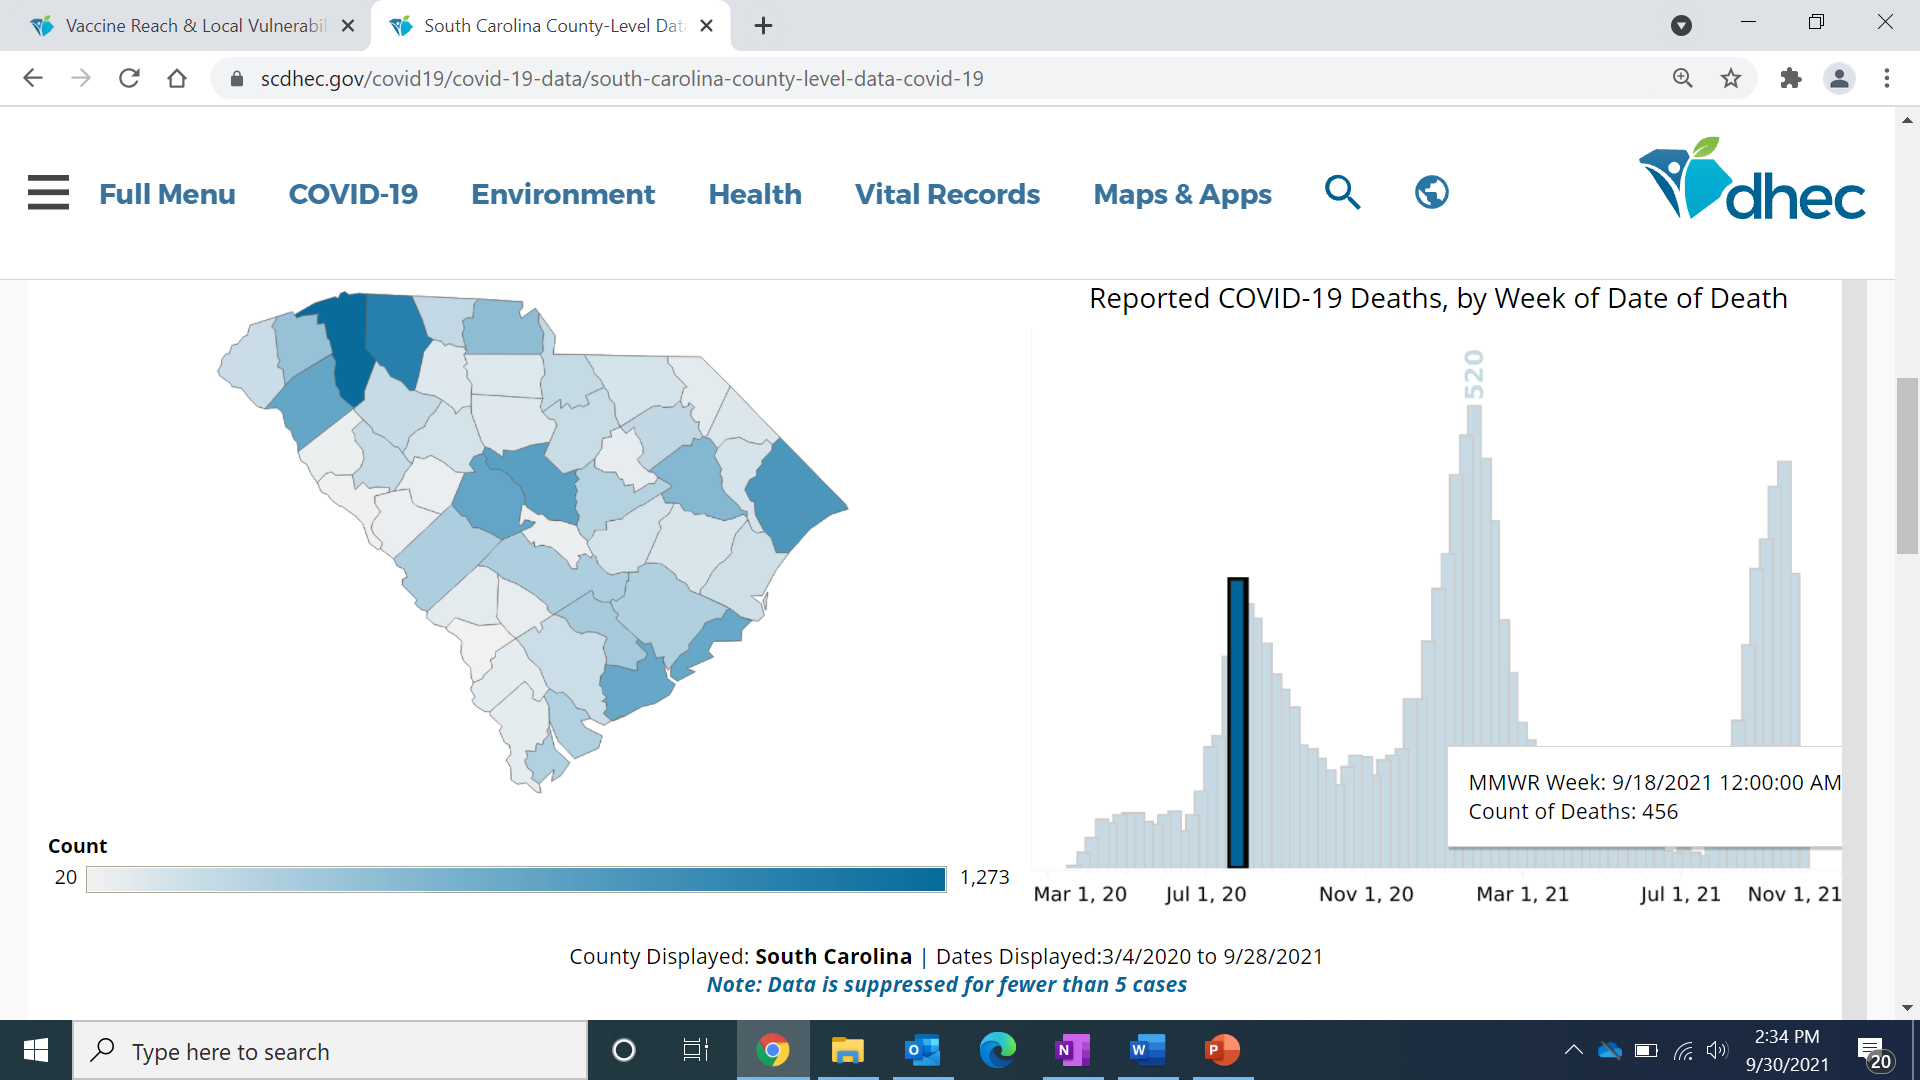 Vaccine Reach & Local Vulnerabil
South Carolina County-Level Dat
scdhec.gov/covid19/covid-19-data/south-carolina-county-level-data-covid-19
Full Menu COVID-19 Environment Health Vital Records Maps & Apps
dhec
Reported COVID-19 Deaths, by Week of Date of Death
520
MMWR Week: 9/18/2021 12:00:00 AM
Count of Deaths: 456
Count
20 1,273
Mar 1, 20 Jul 1, 20 Nov 1, 20 Mar 1, 21 Jul 1, 21 Nov 1, 21
County Displayed: South Carolina | Dates Displayed:3/4/2020 to 9/28/2021
Note: Data is suppressed for fewer than 5 cases
Type here to search
O
N
W
P
2:34 PM
9/30/2021
20